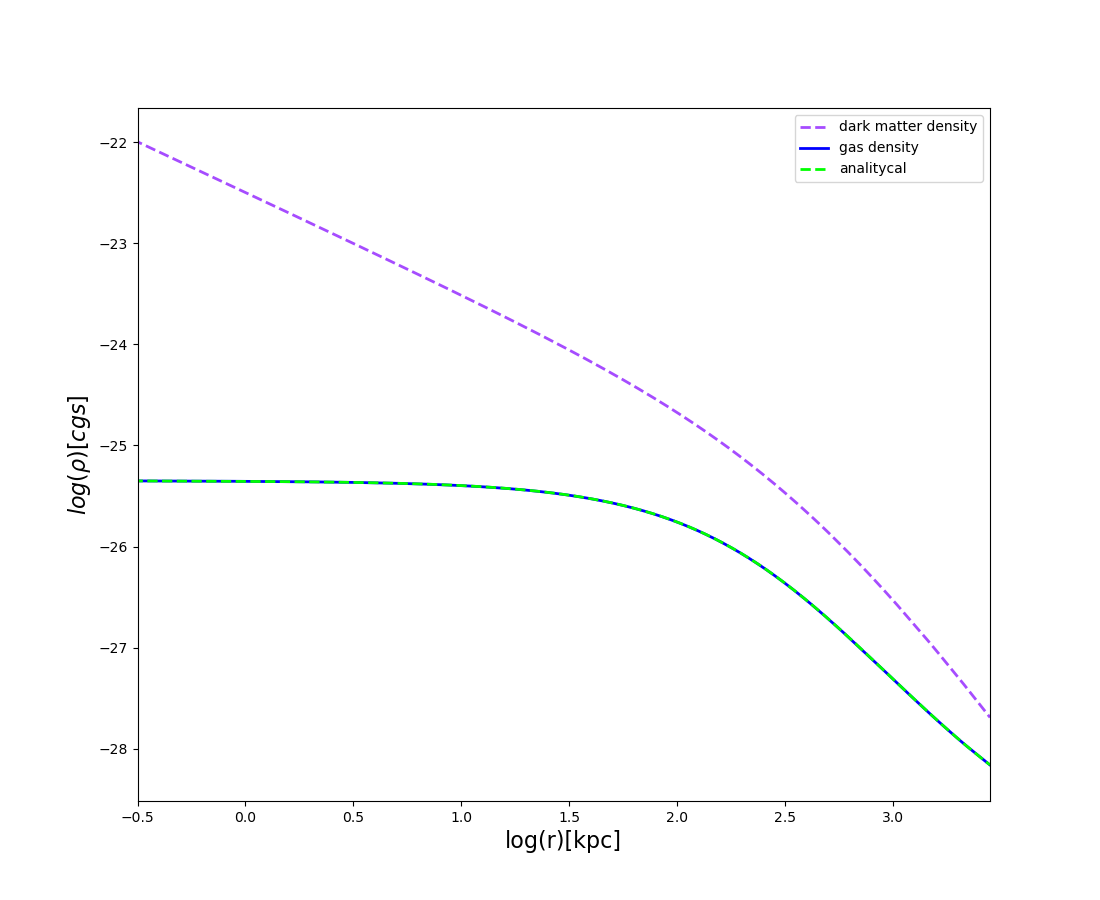 dark matter density
gas density
analitycal
−22
−23
−24
−25
−26
−27
−28
log(ρ)[cgs]
−0.5 0.0 0.5 1.0 1.5 2.0 2.5 3.0
log(r)[kpc]